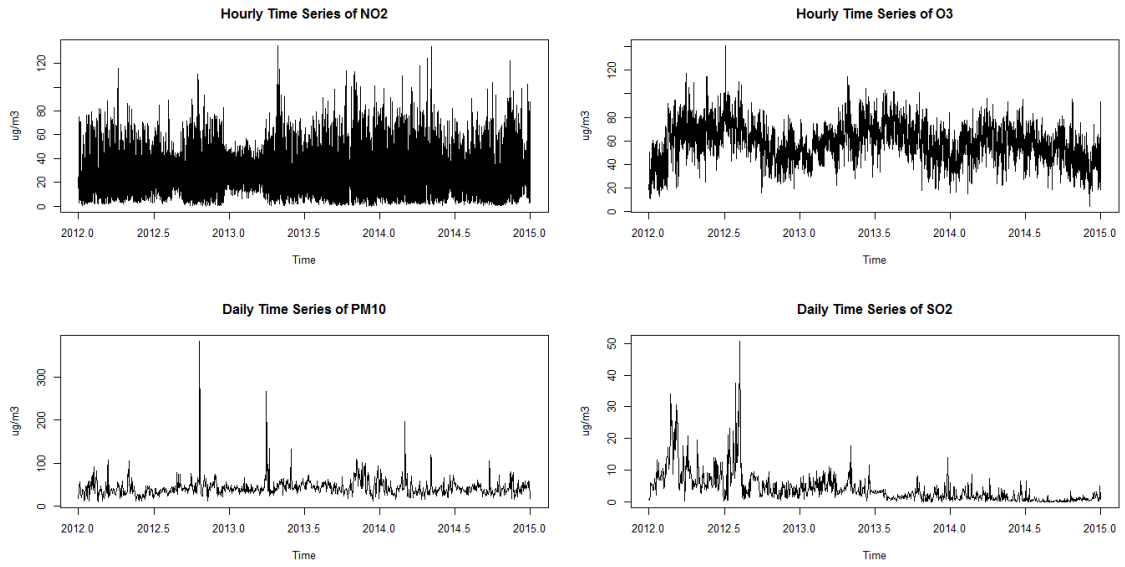 Hourly Time Series of NO2
ug/m3
0 20 40 60 80 120
2012.0 2012.5 2013.0 2013.5 2014.0 2014.5 2015.0
Time
Hourly Time Series of O3
ug/m3
0 20 40 60 80 120
2012.0 2012.5 2013.0 2013.5 2014.0 2014.5 2015.0
Time
Daily Time Series of PM10
ug/m3
0 100 200 300
2012.0 2012.5 2013.0 2013.5 2014.0 2014.5 2015.0
Time
Daily Time Series of SO2
ug/m3
0 10 20 30 40 50
2012.0 2012.5 2013.0 2013.5 2014.0 2014.5 2015.0
Time